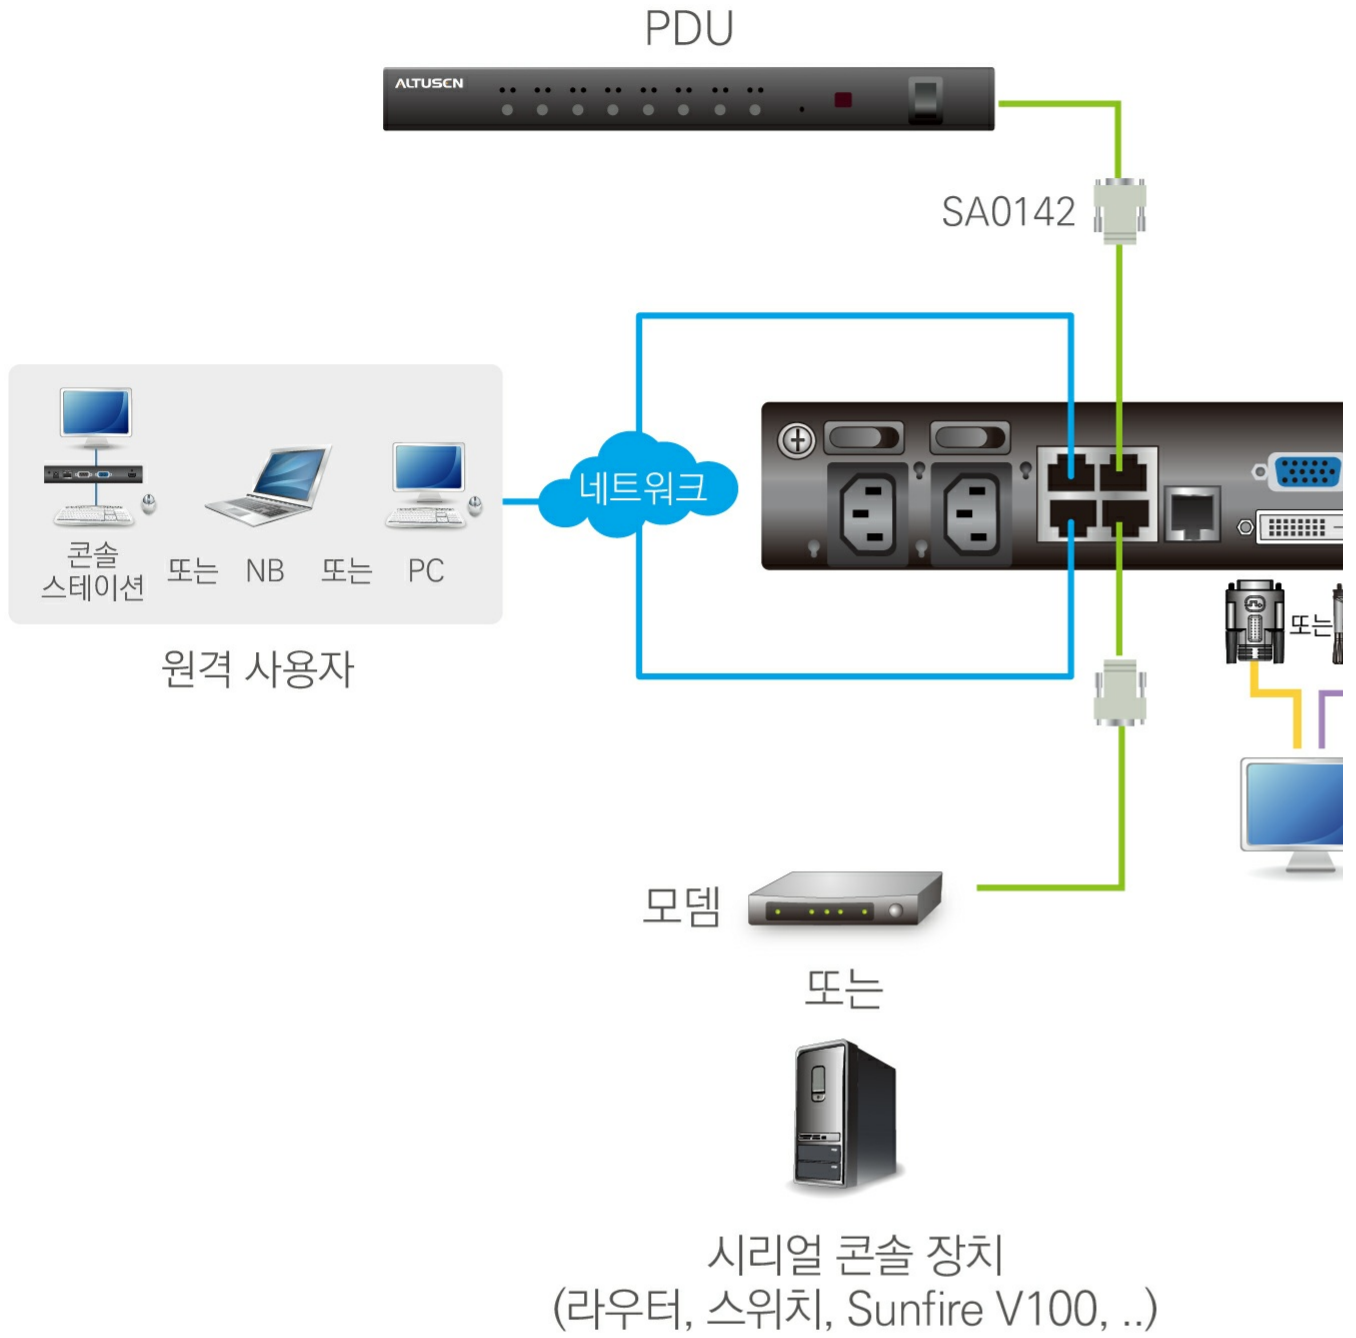 PDU
ALTUSEN
SA0142
네트워크
콘솔
스테이션
또는
NB
또는
PC
원격 사용자
또는
모뎀
또는
시리얼 콘솔 장치
(라우터, 스위치, Sunfire V100, ..)